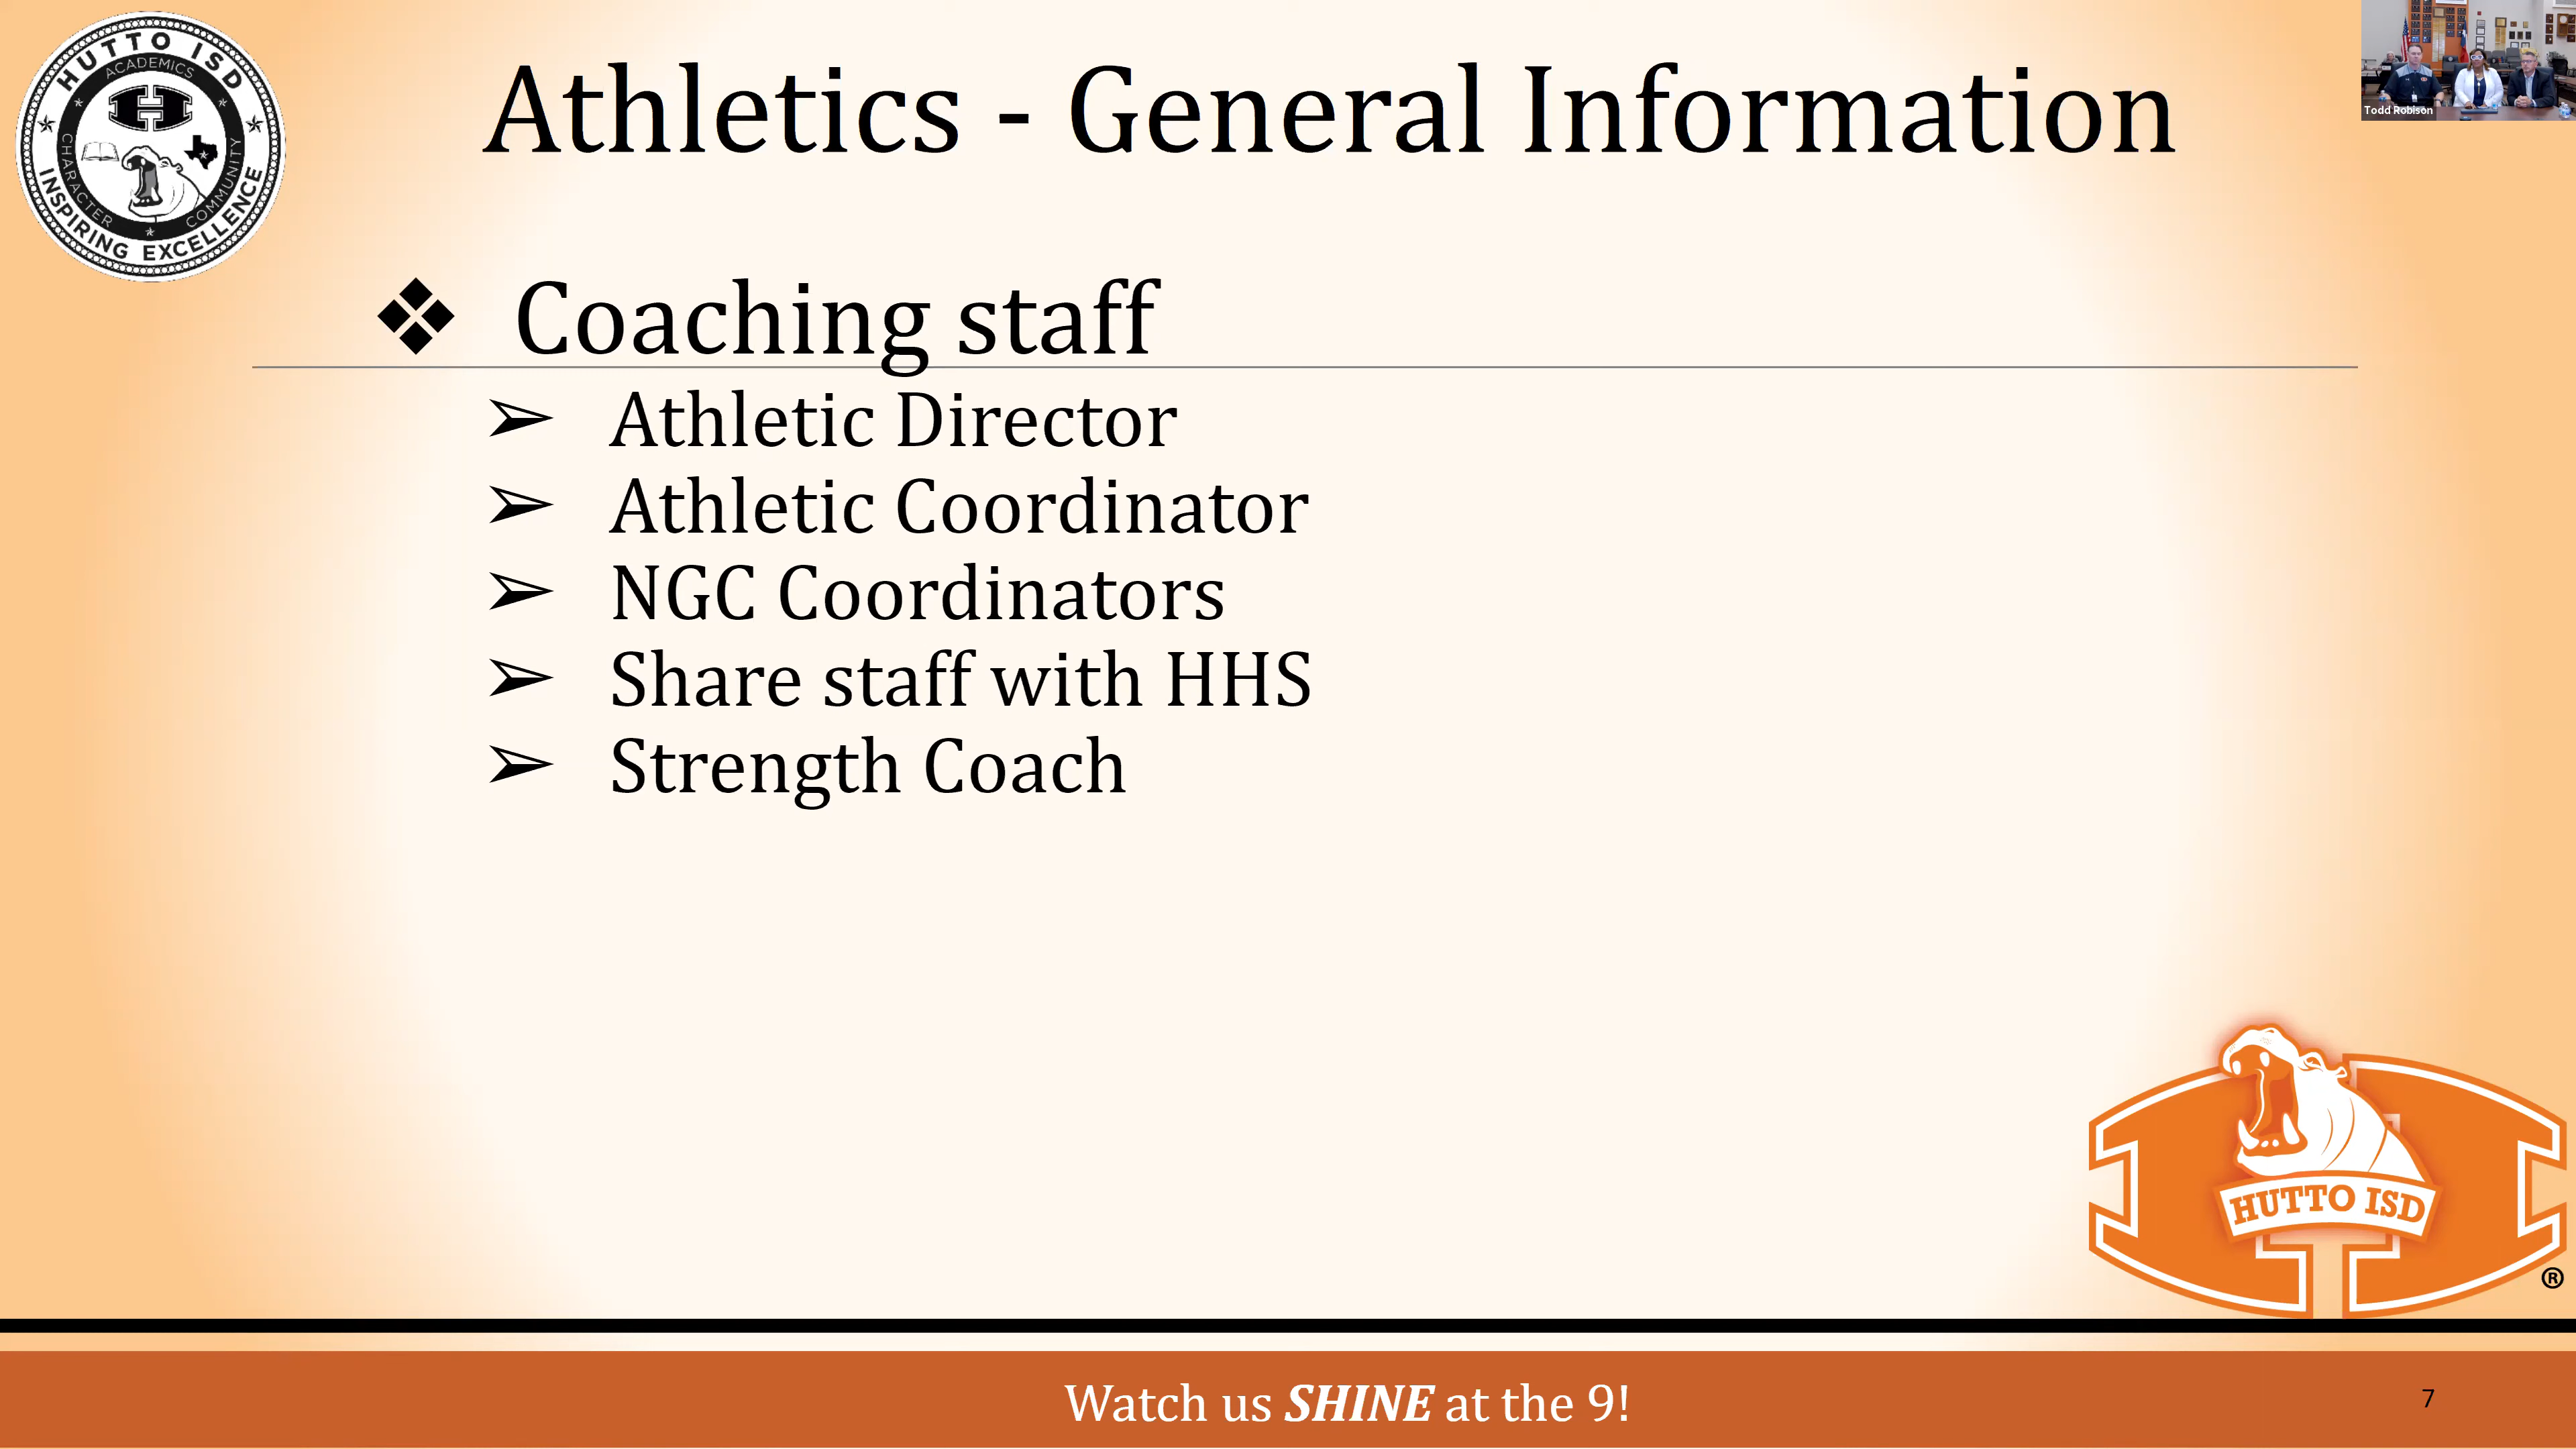 HUTTO ISD
ACADEMICS
CHARACTER
COMMUNITY
INSPIRING EXCELLENCE
Athletics - General Information
Todd Robison
❖ Coaching staff
➢ Athletic Director
➢ Athletic Coordinator
➢ NGC Coordinators
➢ Share staff with HHS
➢ Strength Coach
HUTTO ISD
®
Watch us SHINE at the 9!
7